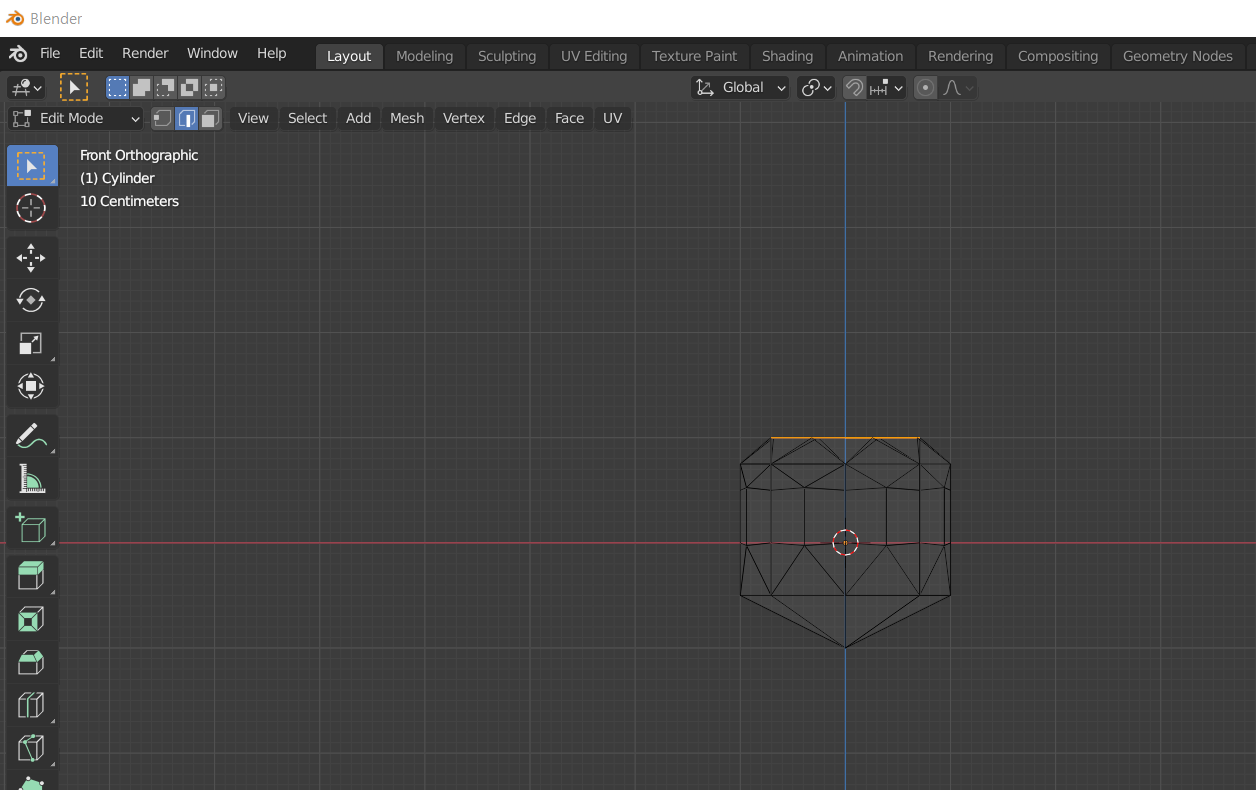 Blender
File Edit Render Window Help Layout Modeling Sculpting UV Editing Texture Paint Shading Animation Rendering Compositing Geometry Nodes
Global
Edit Mode View Select Add Mesh Vertex Edge Face UV
Front Orthographic
(1) Cylinder
10 Centimeters